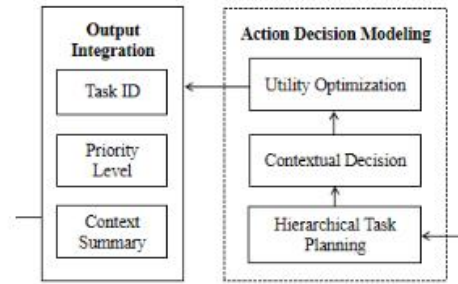 Output
Integration
Task ID
Priority
Level
Context
Summary
Action Decision Modeling
Utility Optimization
Contextual Decision
Hierarchical Task
Planning